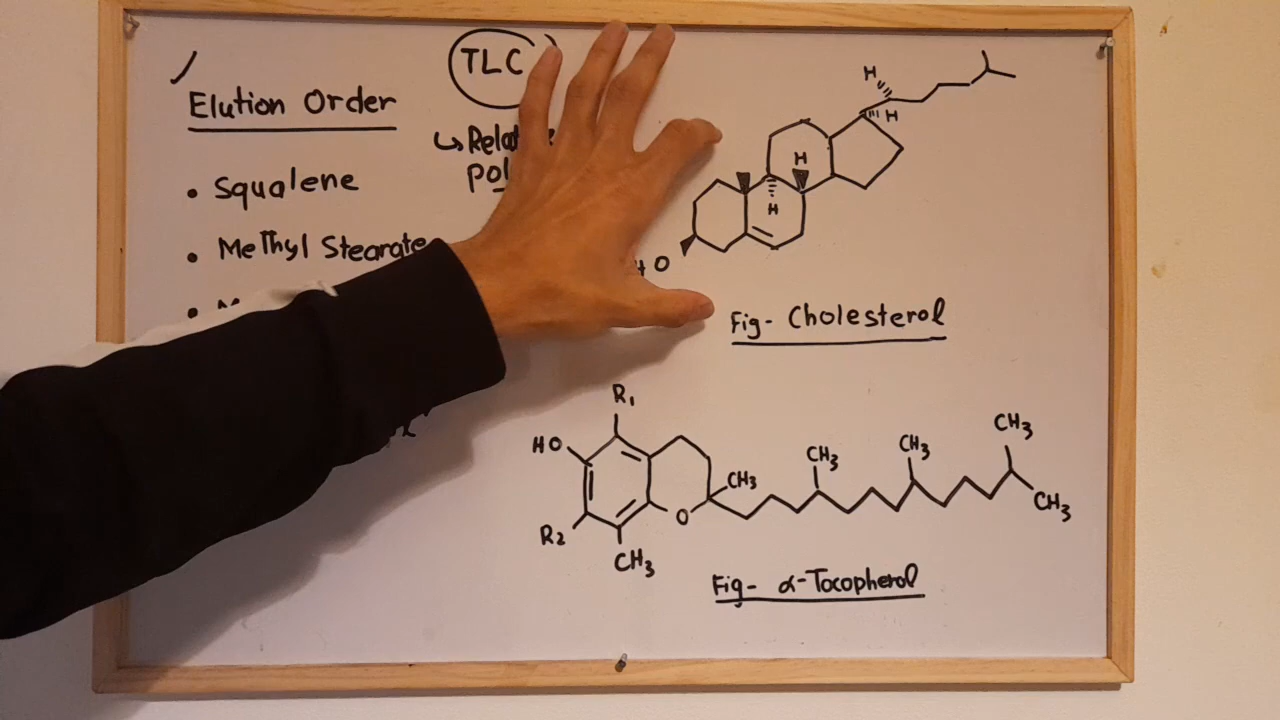 TLC
Elution Order
• Squalene
• Methyl Stearate
H
H
H
H
O
Fig- Cholesterol
R₁
HO
R₂
CH₃
O
CH₃
CH₃
CH₃
CH₃
CH₃
Fig- α-Tocopherol